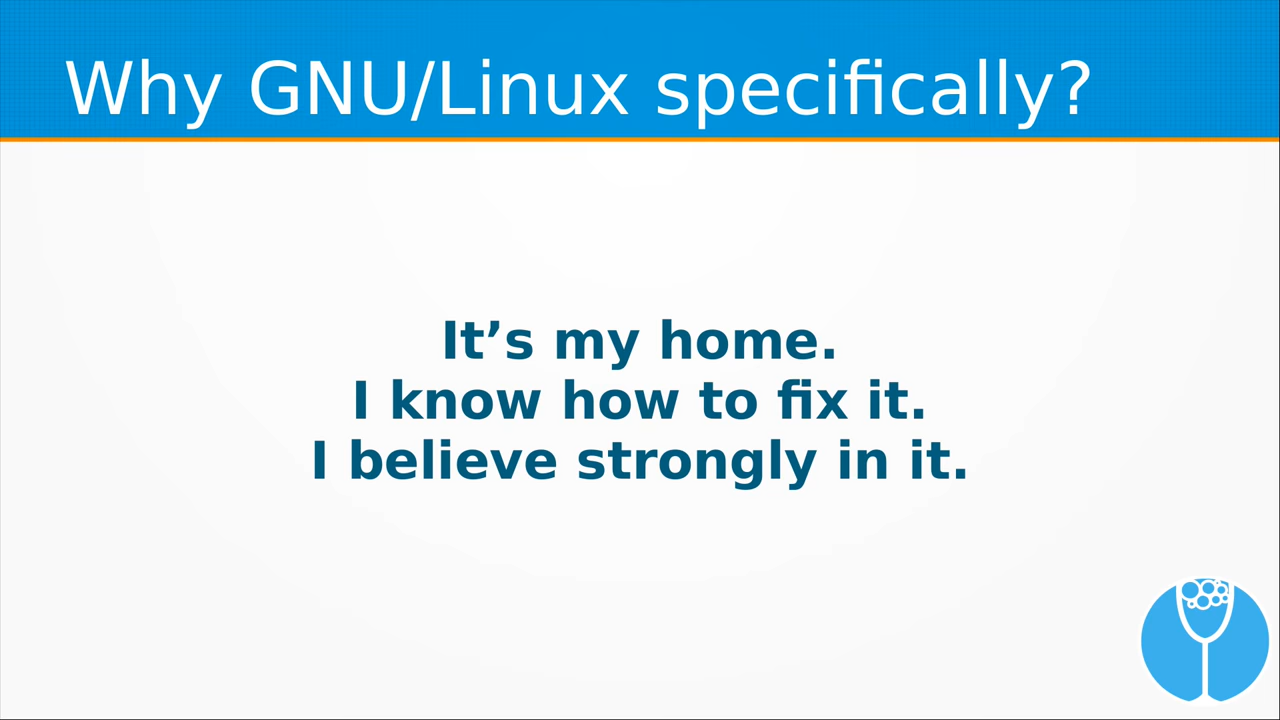 Why GNU/Linux specifically?
It’s my home.
I know how to fix it.
I believe strongly in it.